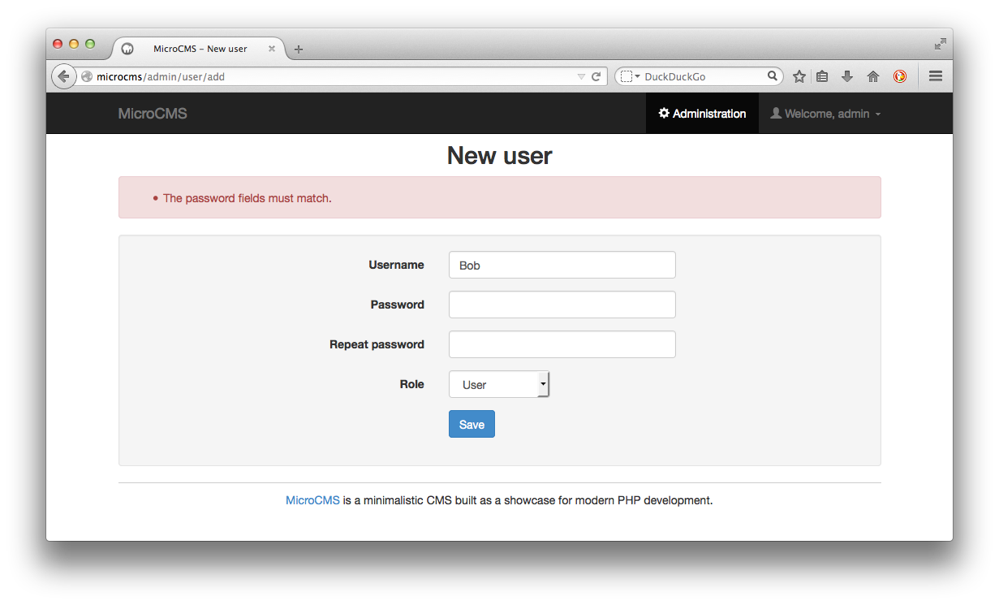 MicroCMS – New user
microcms/admin/user/add
DuckDuckGo
MicroCMS
Administration
Welcome, admin
New user
• The password fields must match.
Username
Bob
Password
Repeat password
Role
User
Save
MicroCMS is a minimalistic CMS built as a showcase for modern PHP development.